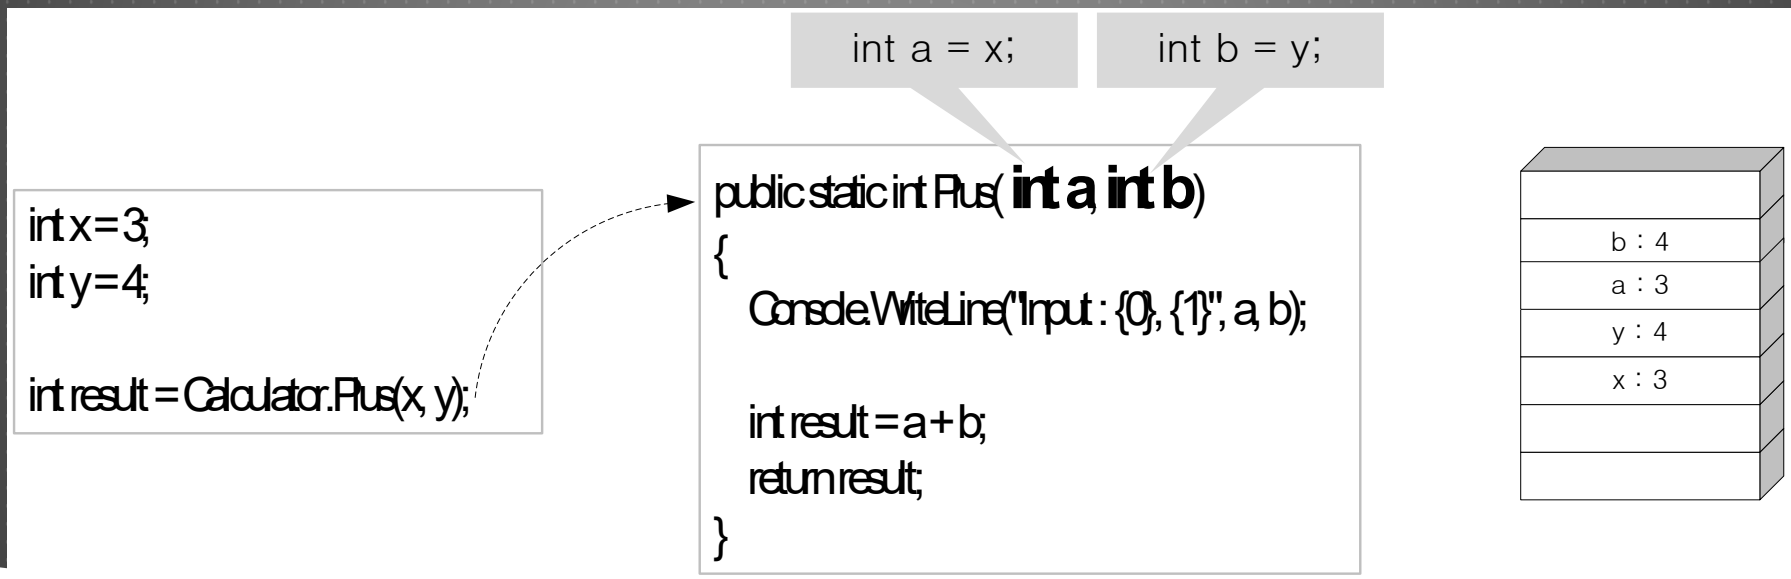 int a = x;
int b = y;
int x = 3;
int y = 4;
int result = Calculator.Plus(x, y);
public static int Plus( int a, int b)
{
Console.WriteLine("Input : {0}, {1}", a, b);
int result = a + b;
return result;
}
b : 4
a : 3
y : 4
x : 3